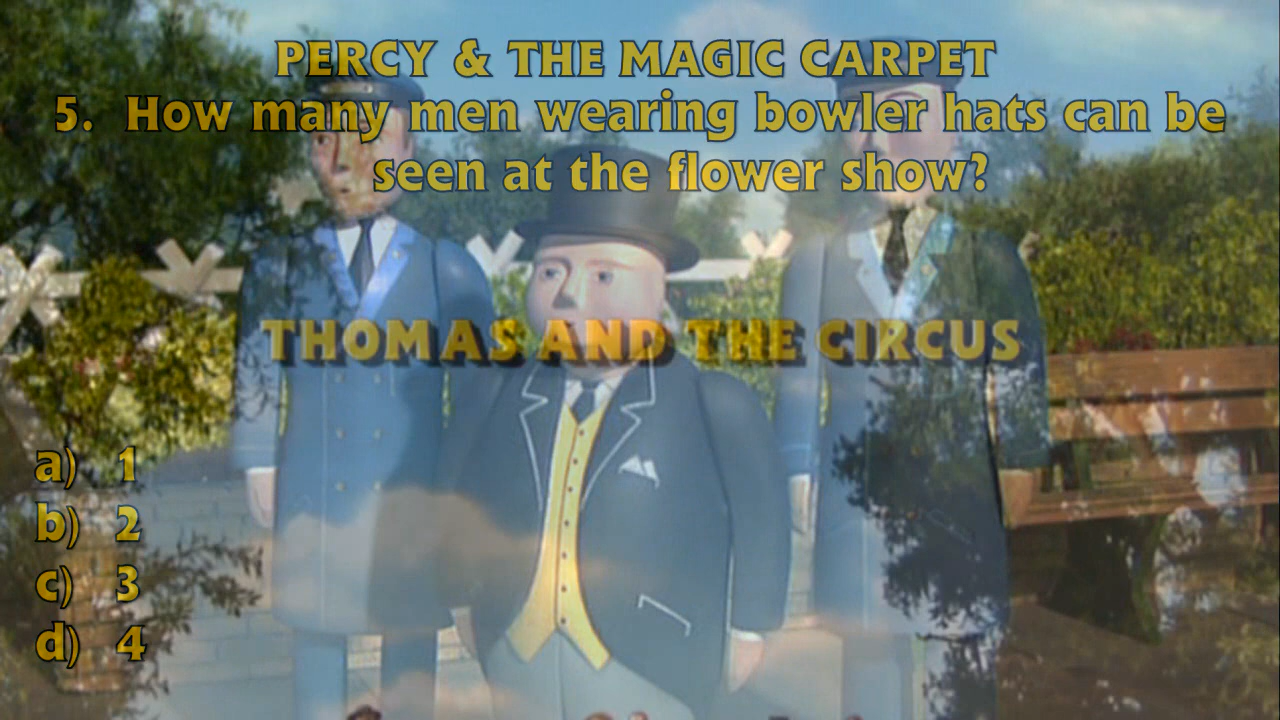 PERCY & THE MAGIC CARPET
5. How many men wearing bowler hats can be
seen at the flower show?
THOMAS AND THE CIRCUS
a) 1
b) 2
c) 3
d) 4